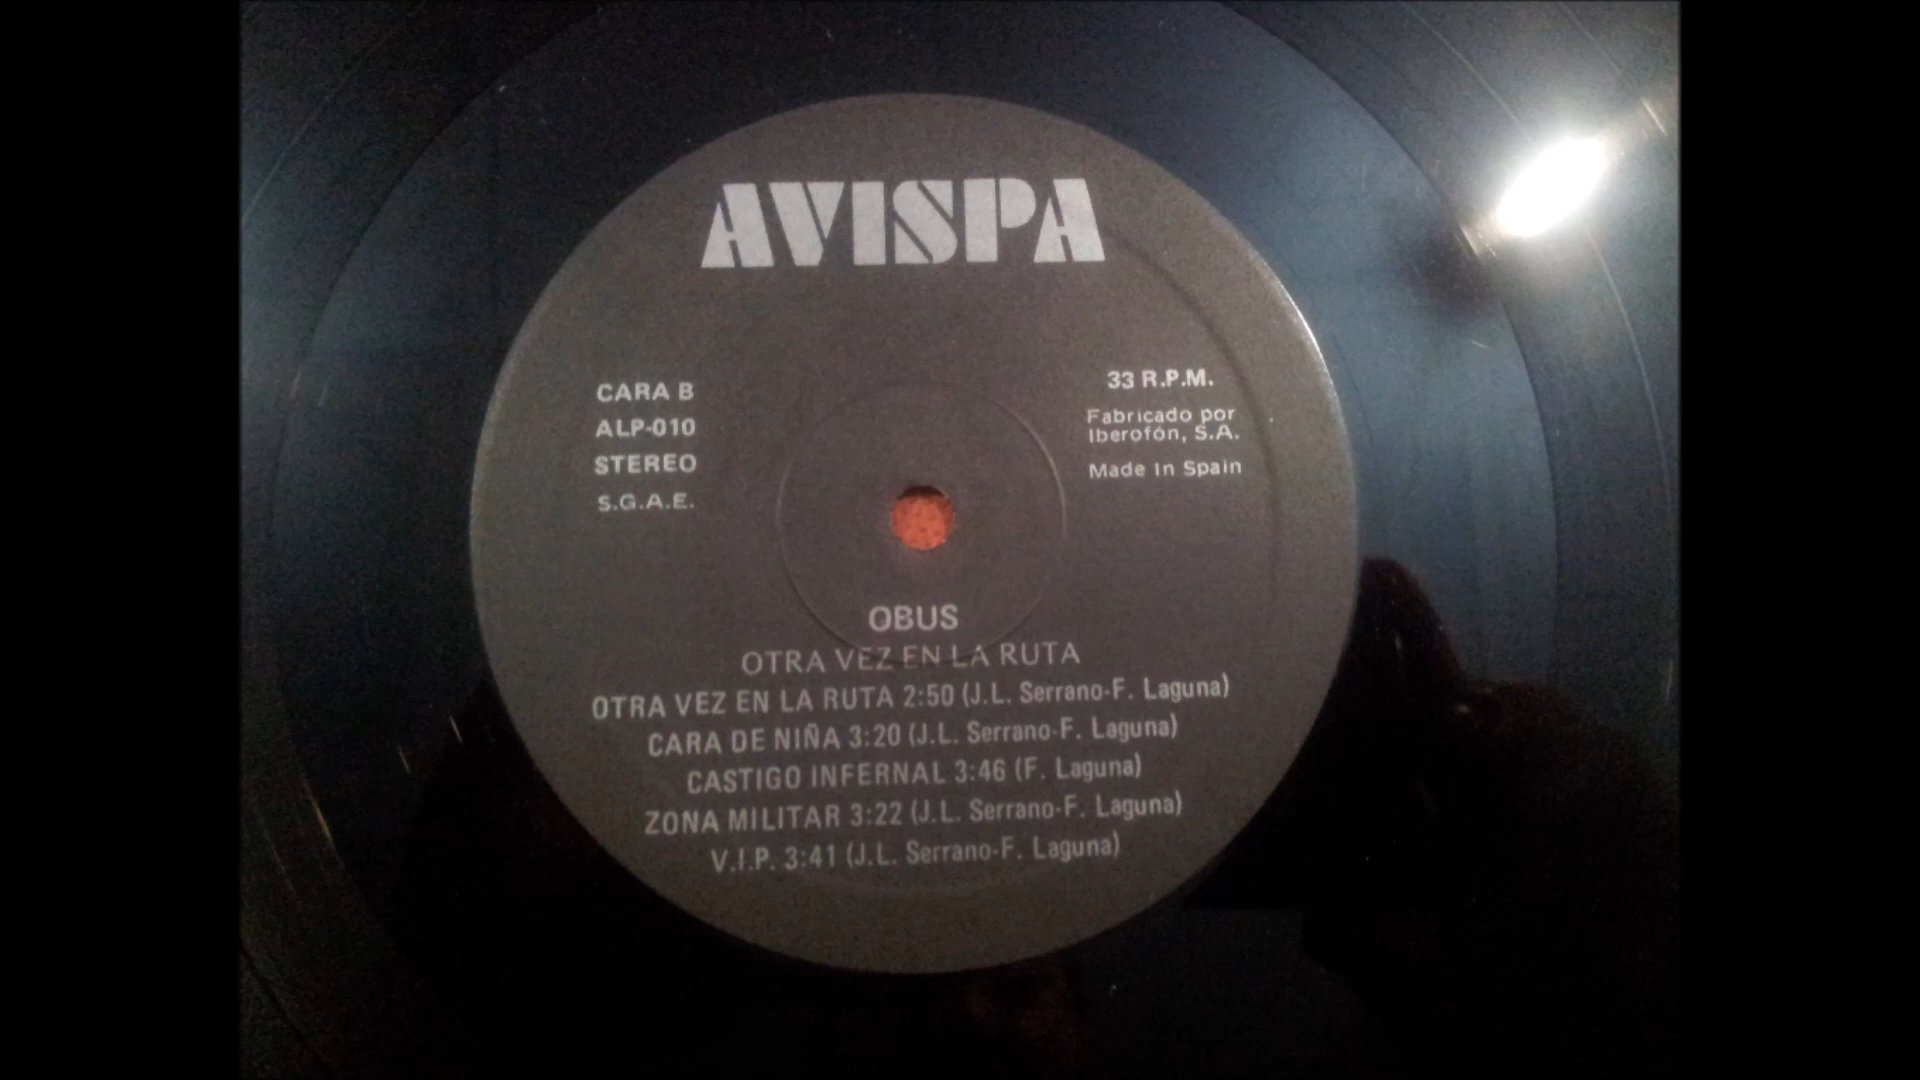 AVISPA
CARA B
ALP-010
STEREO
S.G.A.E.
33 R.P.M.
Fabricado por
Iberofón, S.A.
Made In Spain
OBUS
OTRA VEZ EN LA RUTA
OTRA VEZ EN LA RUTA 2:50 (J.L. Serrano-F. Laguna)
CARA DE NIÑA 3:20 (J.L. Serrano-F. Laguna)
CASTIGO INFERNAL 3:46 (F. Laguna)
ZONA MILITAR 3:22 (J.L. Serrano-F. Laguna)
V.I.P. 3:41 (J.L. Serrano-F. Laguna)